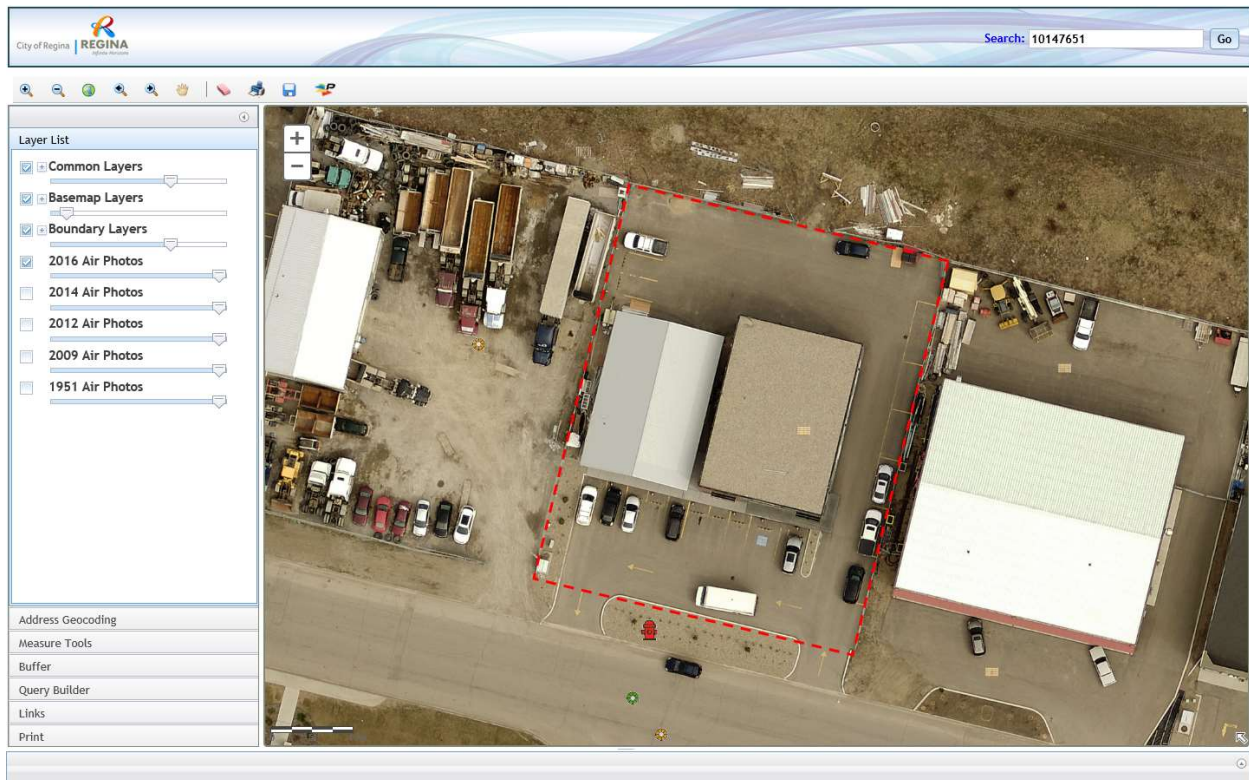 City of Regina
REGINA
Infinite Horizons
Search: 10147651 Go
P
Layer List
Common Layers
Basemap Layers
Boundary Layers
2016 Air Photos
2014 Air Photos
2012 Air Photos
2009 Air Photos
1951 Air Photos
Address Geocoding
Measure Tools
Buffer
Query Builder
Links
Print